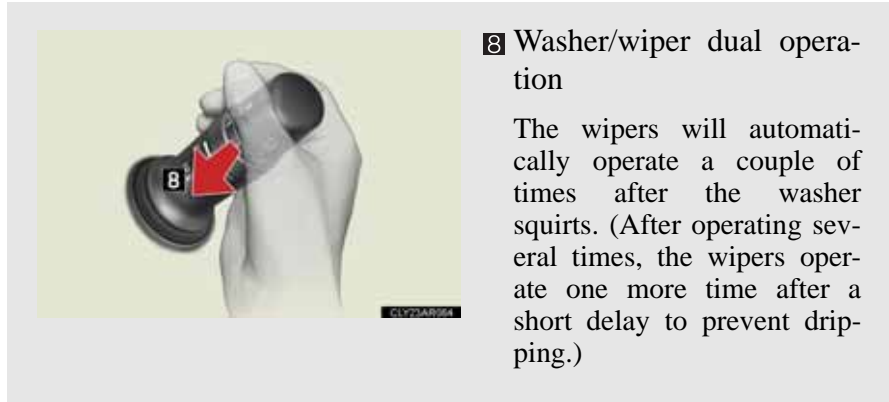 8 Washer/wiper dual opera-
tion
The wipers will automati-
cally operate a couple of
times after the washer
squirts. (After operating sev-
eral times, the wipers oper-
ate one more time after a
short delay to prevent drip-
ping.)
8
CLY23AR084